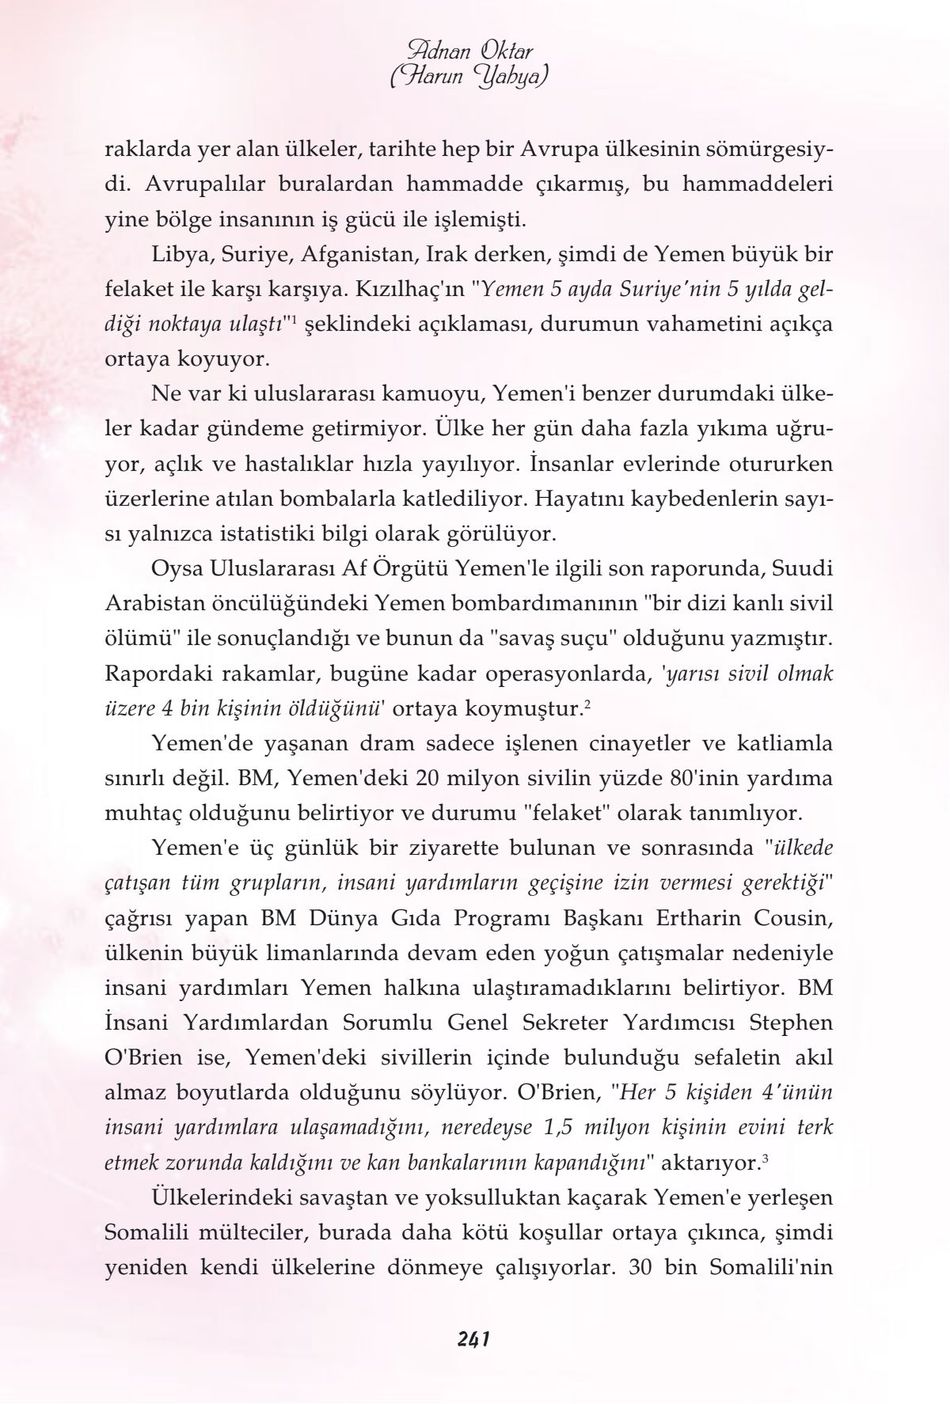 Adnan Oktar
(Harun Yahya)
raklarda yer alan ülkeler, tarihte hep bir Avrupa ülkesinin sömürgesiy-
di. Avrupalılar buralardan hammadde çıkarmış, bu hammaddeleri
yine bölge insanının iş gücü ile işlemişti.
Libya, Suriye, Afganistan, Irak derken, şimdi de Yemen büyük bir
felaket ile karşı karşıya. Kızılhaç'ın "Yemen 5 ayda Suriye'nin 5 yılda gel-
diği noktaya ulaştı"¹ şeklindeki açıklaması, durumun vahametini açıkça
ortaya koyuyor.
Ne var ki uluslararası kamuoyu, Yemen'i benzer durumdaki ülke-
ler kadar gündeme getirmiyor. Ülke her gün daha fazla yıkıma uğru-
yor, açlık ve hastalıklar hızla yayılıyor. İnsanlar evlerinde otururken
üzerlerine atılan bombalarla katlediliyor. Hayatını kaybedenlerin sayı-
sı yalnızca istatistiki bilgi olarak görülüyor.
Oysa Uluslararası Af Örgütü Yemen'le ilgili son raporunda, Suudi
Arabistan öncülüğündeki Yemen bombardımanının "bir dizi kanlı sivil
ölümü" ile sonuçlandığı ve bunun da "savaş suçu" olduğunu yazmıştır.
Rapordaki rakamlar, bugüne kadar operasyonlarda, 'yarısı sivil olmak
üzere 4 bin kişinin öldüğünü' ortaya koymuştur.²
Yemen'de yaşanan dram sadece işlenen cinayetler ve katliamla
sınırlı değil. BM, Yemen'deki 20 milyon sivilin yüzde 80'inin yardıma
muhtaç olduğunu belirtiyor ve durumu "felaket" olarak tanımlıyor.
Yemen'e üç günlük bir ziyarette bulunan ve sonrasında "ülkede
çatışan tüm grupların, insani yardımların geçişine izin vermesi gerektiği"
çağrısı yapan BM Dünya Gıda Programı Başkanı Ertharin Cousin,
ülkenin büyük limanlarında devam eden yoğun çatışmalar nedeniyle
insani yardımları Yemen halkına ulaştıramadıklarını belirtiyor. BM
İnsani Yardımlardan Sorumlu Genel Sekreter Yardımcısı Stephen
O'Brien ise, Yemen'deki sivillerin içinde bulunduğu sefaletin akıl
almaz boyutlarda olduğunu söylüyor. O'Brien, "Her 5 kişiden 4'ünün
insani yardımlara ulaşamadığını, neredeyse 1,5 milyon kişinin evini terk
etmek zorunda kaldığını ve kan bankalarının kapandığını" aktarıyor.³
Ülkelerindeki savaştan ve yoksulluktan kaçarak Yemen'e yerleşen
Somalili mülteciler, burada daha kötü koşullar ortaya çıkınca, şimdi
yeniden kendi ülkelerine dönmeye çalışıyorlar. 30 bin Somalili'nin
241